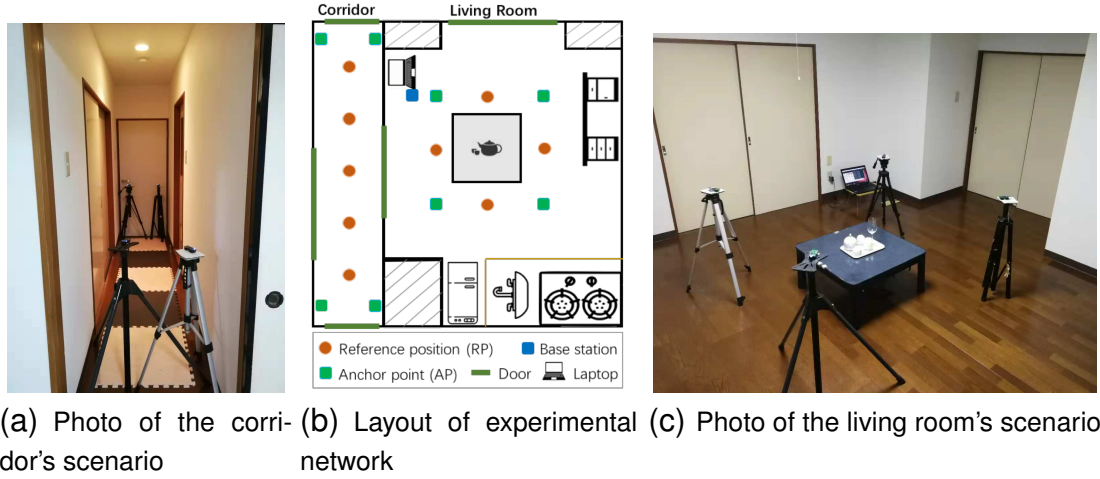 Corridor
Living Room
Reference position (RP)
Base station
Anchor point (AP)
Door
Laptop
(a) Photo of the corri-
dor's scenario
(b) Layout of experimental
network
(c) Photo of the living room's scenario